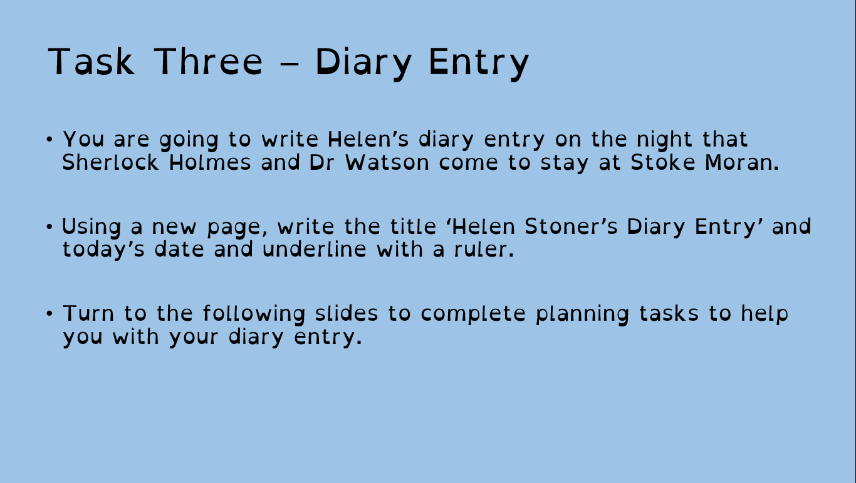 Task Three – Diary Entry
• You are going to write Helen’s diary entry on the night that
Sherlock Holmes and Dr Watson come to stay at Stoke Moran.
• Using a new page, write the title ‘Helen Stoner’s Diary Entry’ and
today’s date and underline with a ruler.
• Turn to the following slides to complete planning tasks to help
you with your diary entry.